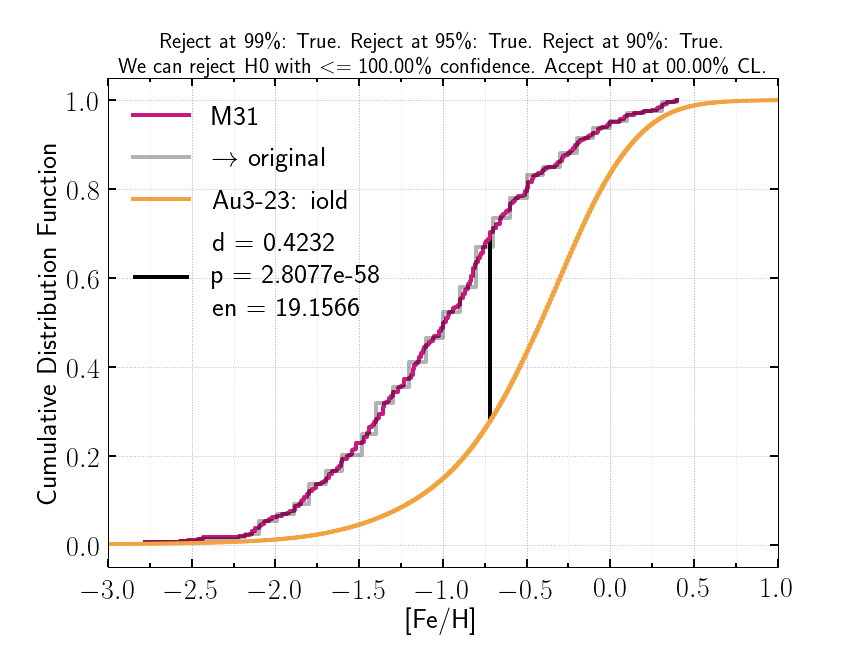 Reject at 99%: True. Reject at 95%: True. Reject at 90%: True.
We can reject H0 with <= 100.00% confidence. Accept H0 at 00.00% CL.
M31
→ original
Au3-23: iold
d = 0.4232
p = 2.8077e-58
en = 19.1566
Cumulative Distribution Function
1.0
0.8
0.6
0.4
0.2
0.0
−3.0 −2.5 −2.0 −1.5 −1.0 −0.5 0.0 0.5 1.0
[Fe/H]